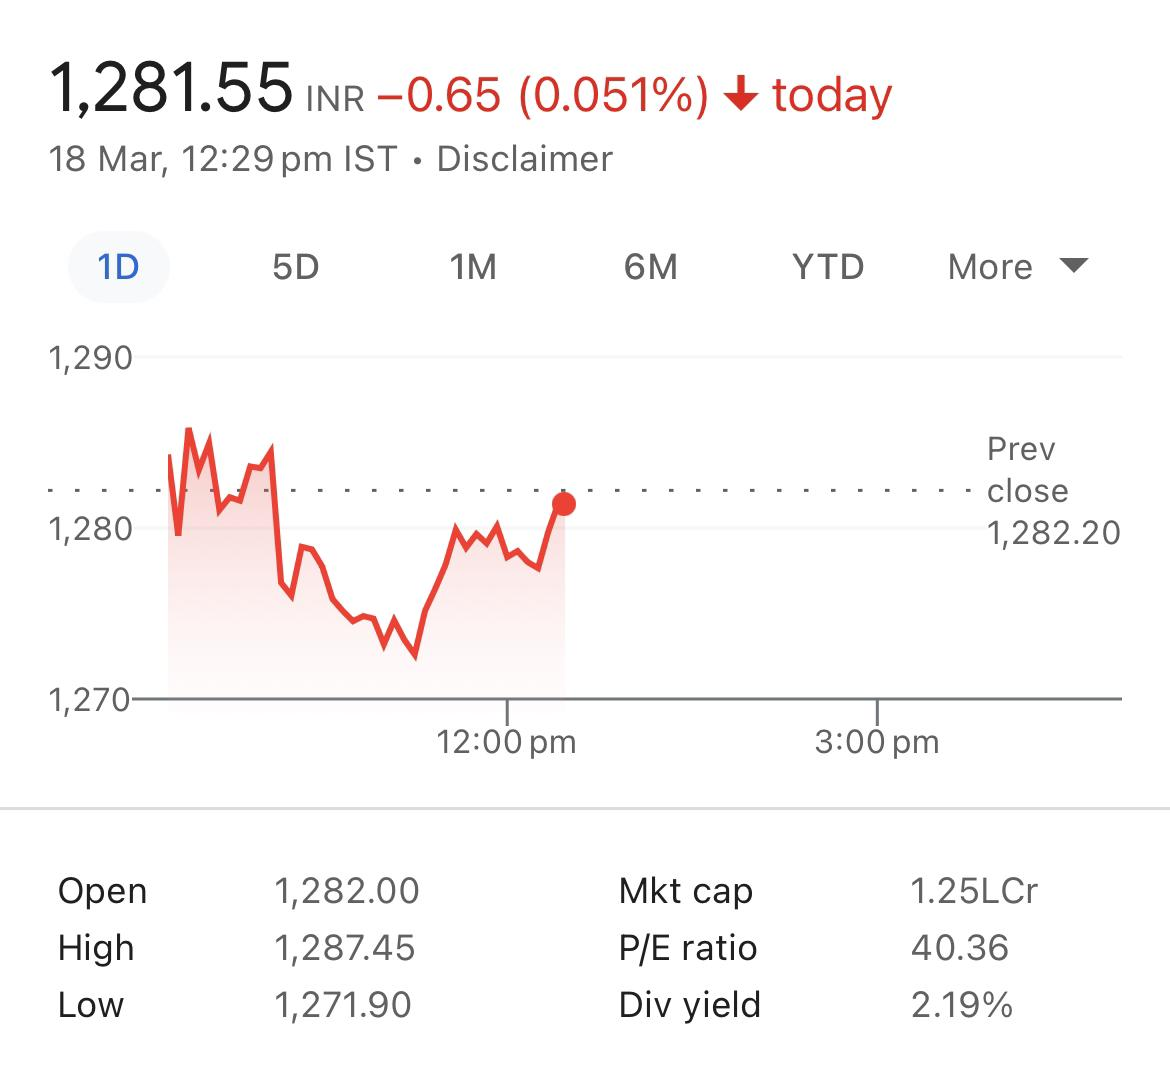 1,281.55 INR −0.65 (0.051%) ↓ today
18 Mar, 12:29 pm IST • Disclaimer
1D 5D 1M 6M YTD More
1,290
Prev
close
1,282.20
1,280
1,270
12:00 pm 3:00 pm
Open 1,282.00 Mkt cap 1.25LCr
High 1,287.45 P/E ratio 40.36
Low 1,271.90 Div yield 2.19%